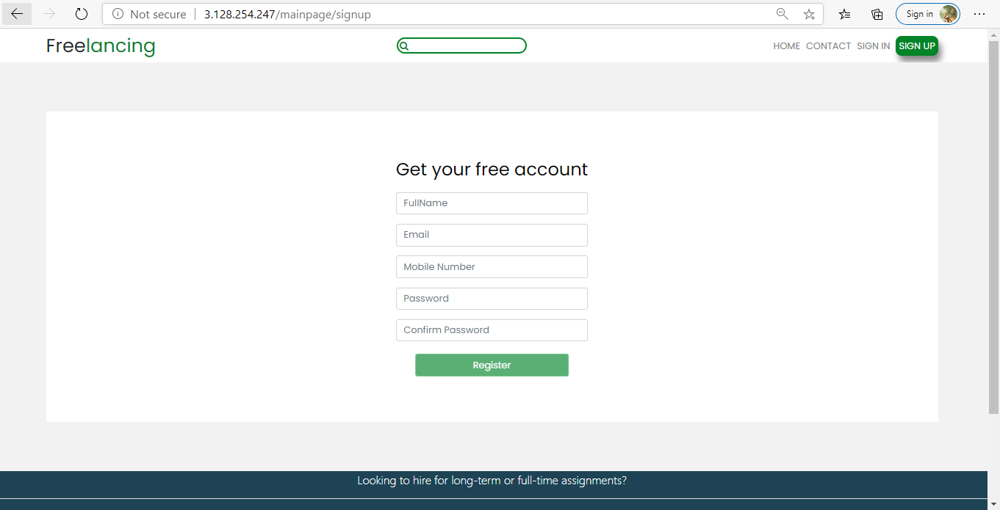 Not secure 3.128.254.247/mainpage/signup Sign in
Freelancing HOME CONTACT SIGN IN SIGN UP
Get your free account
FullName
Email
Mobile Number
Password
Confirm Password
Register
Looking to hire for long-term or full-time assignments?